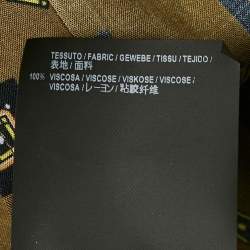 TESSUTO / FABRIC / GEWEBE / TISSU / TEJIDO /
表地 / 面料
100% VISCOSA / VISCOSE / VISKOSE / VISCOSE /
VISCOSA / レーヨン / 粘胶纤维